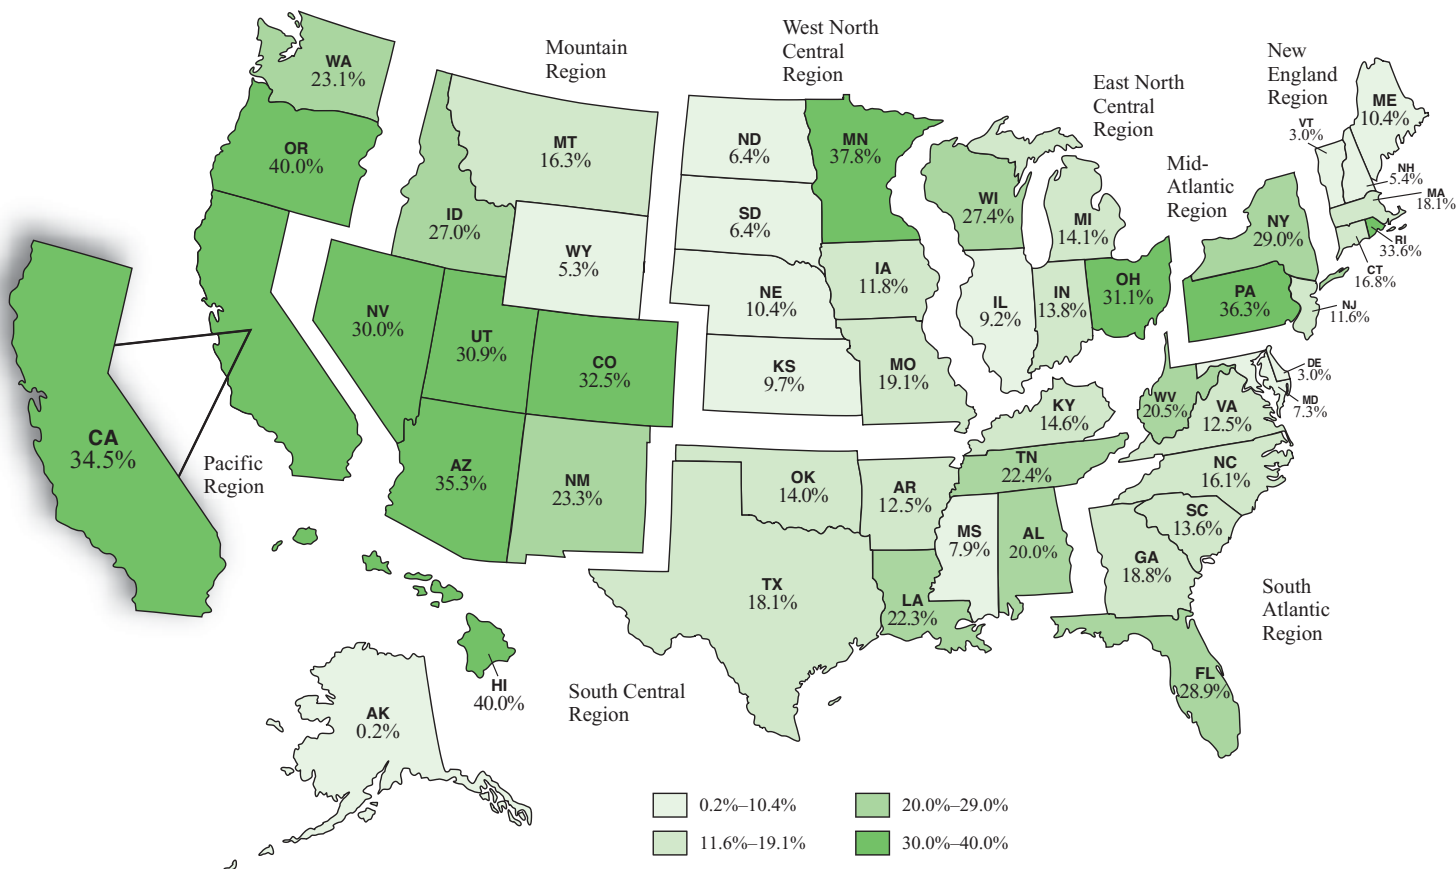 WA
23.1%
OR
40.0%
CA
34.5%
Pacific
Region
HI
40.0%
AK
0.2%
Mountain
Region
MT
16.3%
ID
27.0%
WY
5.3%
NV
30.0%
UT
30.9%
CO
32.5%
AZ
35.3%
NM
23.3%
West North
Central
Region
ND
6.4%
MN
37.8%
SD
6.4%
NE
10.4%
IA
11.8%
KS
9.7%
MO
19.1%
East North
Central
Region
WI
27.4%
MI
14.1%
IL
9.2%
IN
13.8%
OH
31.1%
Mid-
Atlantic
Region
NY
29.0%
PA
36.3%
NJ
11.6%
New
England
Region
VT
3.0%
ME
10.4%
NH
5.4%
MA
18.1%
RI
33.6%
CT
16.8%
DE
3.0%
MD
7.3%
WV
20.5%
VA
12.5%
NC
16.1%
SC
13.6%
GA
18.8%
FL
28.9%
South
Atlantic
Region
KY
14.6%
TN
22.4%
OK
14.0%
AR
12.5%
MS
7.9%
AL
20.0%
TX
18.1%
LA
22.3%
South Central
Region
0.2%–10.4%
11.6%–19.1%
20.0%–29.0%
30.0%–40.0%